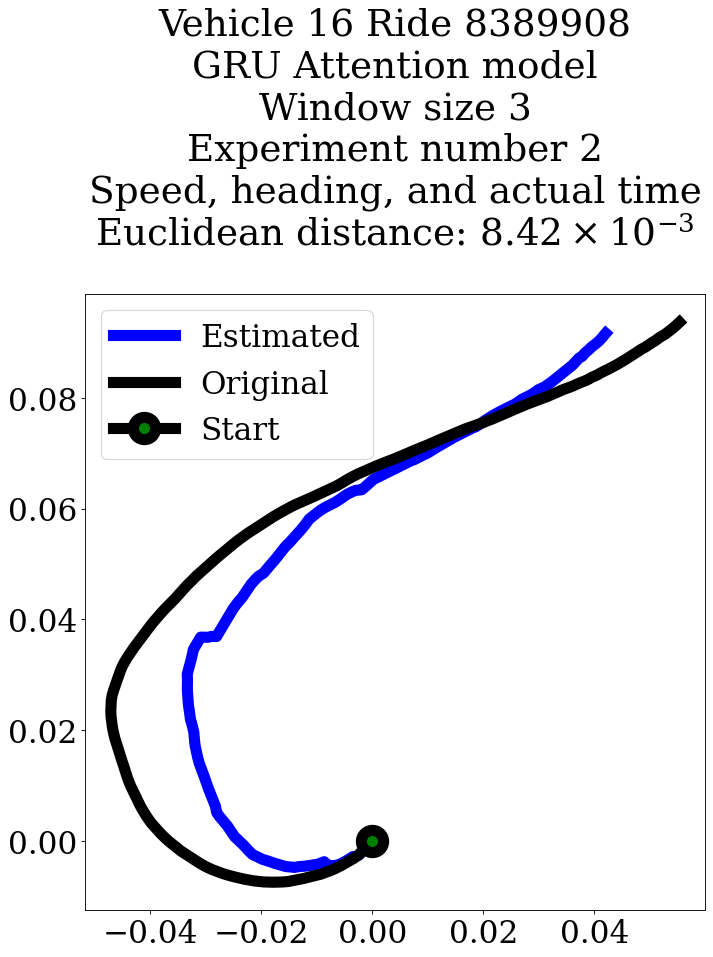 Vehicle 16 Ride 8389908
GRU Attention model
Window size 3
Experiment number 2
Speed, heading, and actual time
Euclidean distance: 8.42 × 10⁻³
Estimated
Original
Start
0.08
0.06
0.04
0.02
0.00
−0.04 −0.02 0.00 0.02 0.04